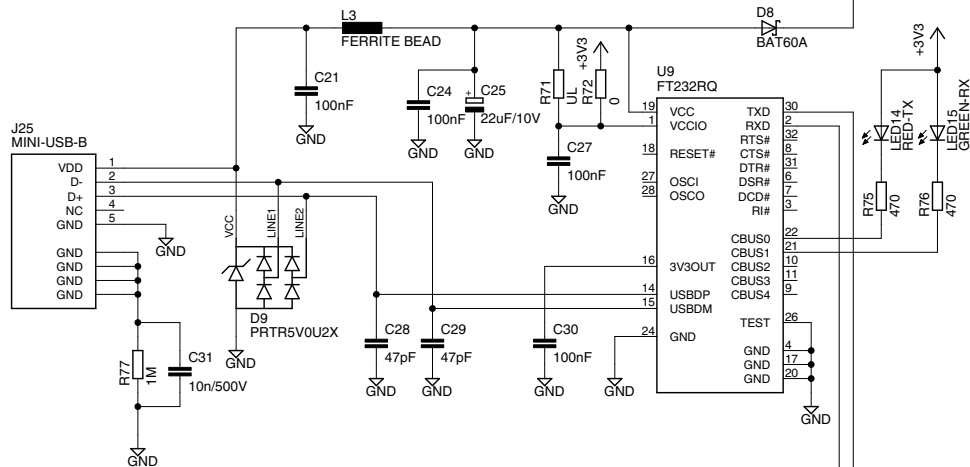 L3
FERRITE BEAD
D8
BAT60A
C21
100nF
C24
100nF
+
C25
22uF/10V
GND
GND
GND
R71
UL
R72
0
+3V3
C27
100nF
GND
U9
FT232RQ
19 VCC
1 VCCIO
18 RESET#
27 OSCI
28 OSCO
16 3V3OUT
14 USBDP
15 USBDM
24 GND
TXD 30
RXD 2
RTS# 32
CTS# 8
DTR# 31
DSR# 6
DCD# 7
RI# 3
CBUS0 22
CBUS1 21
CBUS2 10
CBUS3 11
CBUS4 9
TEST 26
GND 4
GND 17
GND 20
GND
+3V3
LED14
RED-TX
LED15
GREEN-RX
R75
470
R76
470
J25
MINI-USB-B
VDD 1
D- 2
D+ 3
NC 4
GND 5
GND
GND
GND
GND
GND
VCC
LINE1
LINE2
D9
PRTR5V0U2X
GND
R77
1M
C31
10n/500V
GND
C28
47pF
GND
C29
47pF
GND
C30
100nF
GND
GND